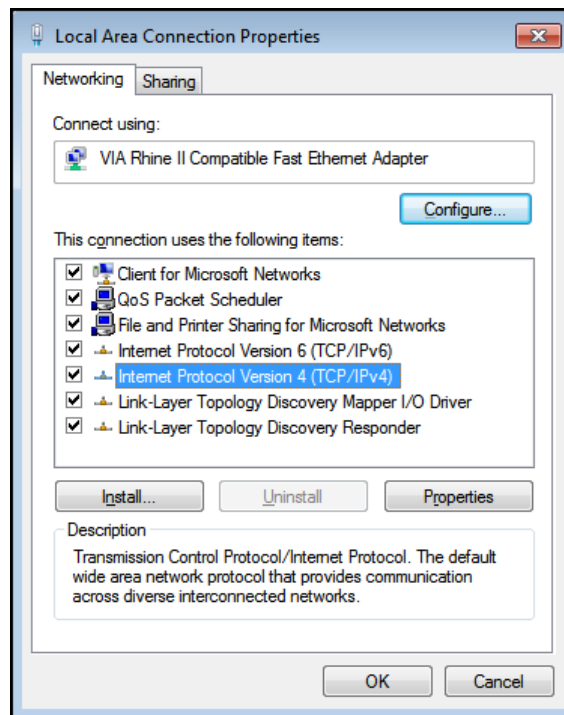 Local Area Connection Properties
Networking
Sharing
Connect using:
VIA Rhine II Compatible Fast Ethernet Adapter
Configure...
This connection uses the following items:
Client for Microsoft Networks
QoS Packet Scheduler
File and Printer Sharing for Microsoft Networks
Internet Protocol Version 6 (TCP/IPv6)
Internet Protocol Version 4 (TCP/IPv4)
Link-Layer Topology Discovery Mapper I/O Driver
Link-Layer Topology Discovery Responder
Install...
Uninstall
Properties
Description
Transmission Control Protocol/Internet Protocol. The default
wide area network protocol that provides communication
across diverse interconnected networks.
OK
Cancel